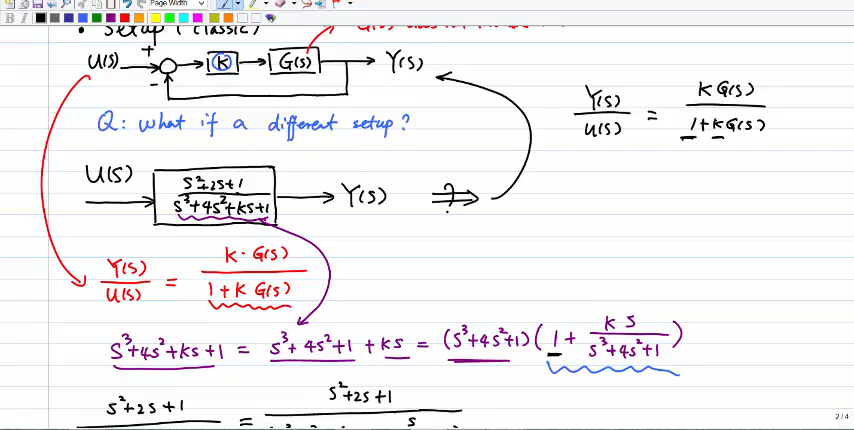 Page Width
B I U
• Setup (classic)
U(s) + - K G(s) Y(s)
Y(s)/U(s) = K G(s)/(1+KG(s))
Q: what if a different setup?
U(s) (s²+2s+1)/(s³+4s²+ks+1) Y(s) ⇒ ?
Y(s)/U(s) = K·G(s)/(1+K G(s))
s³+4s²+ks+1 = s³+4s²+1 + ks = (s³+4s²+1)(1 + ks/(s³+4s²+1))
s²+2s+1 = s²+2s+1
s
2 / 4